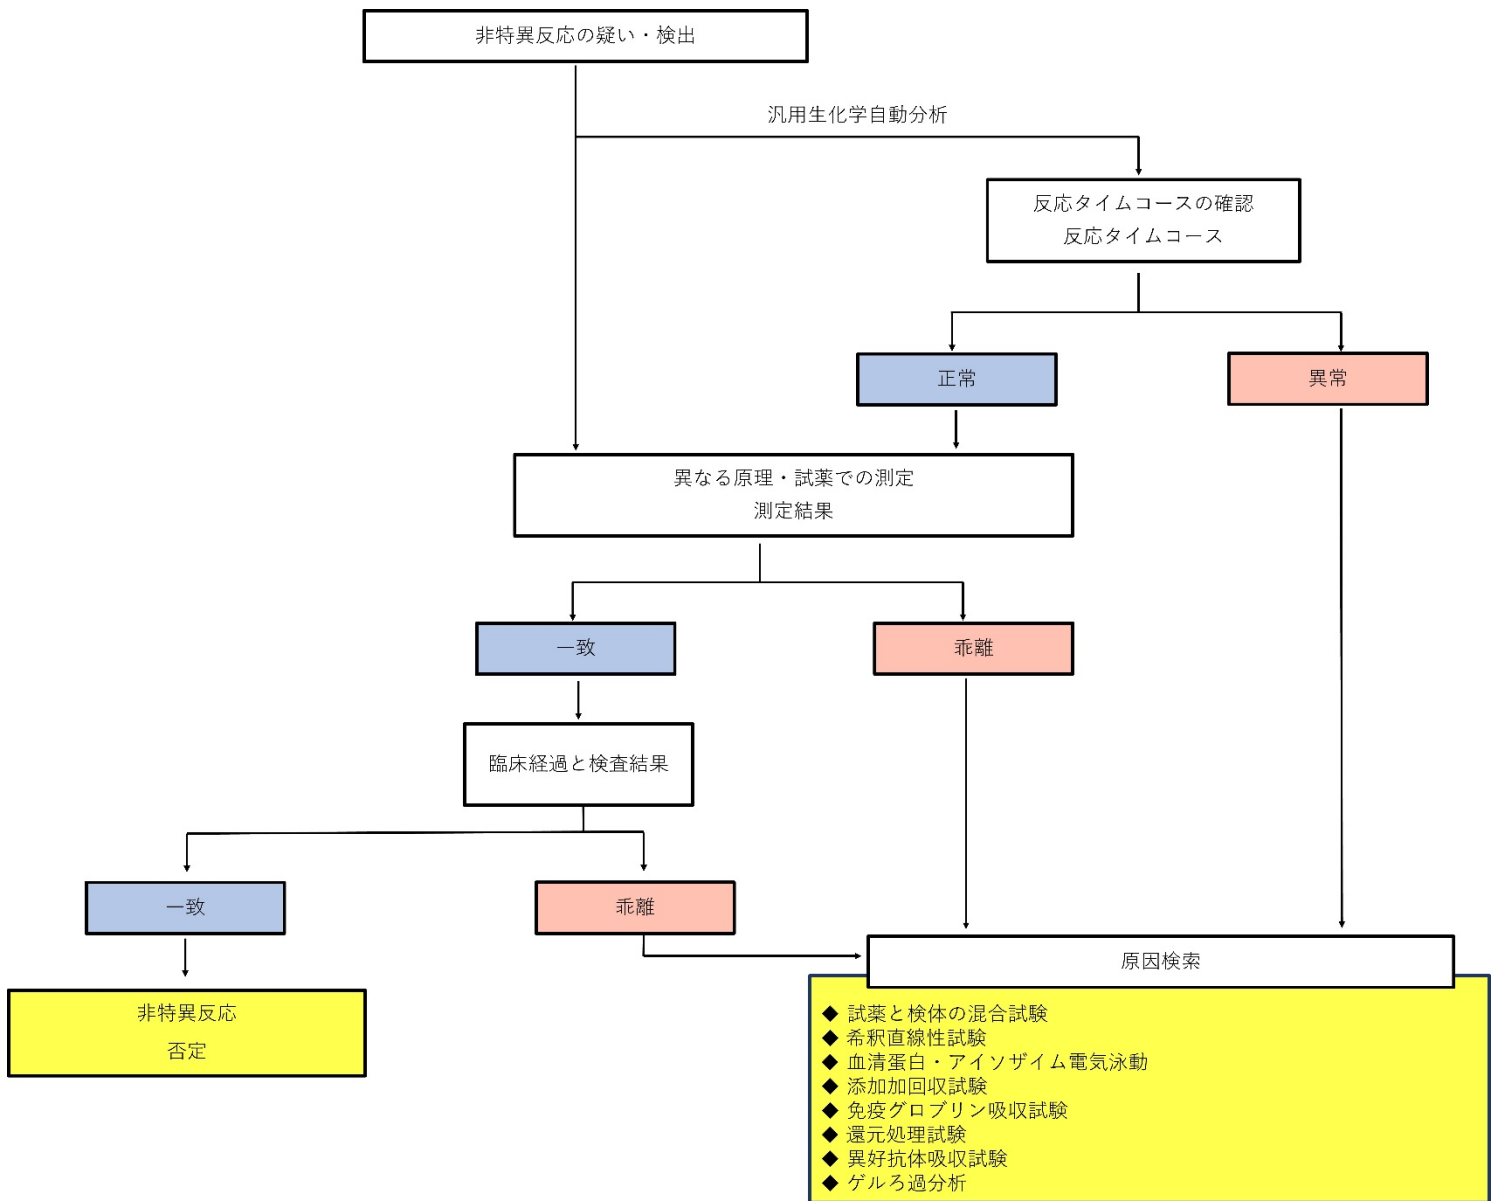 非特異反応の疑い・検出
汎用生化学自動分析
反応タイムコースの確認
反応タイムコース
正常
異常
異なる原理・試薬での測定
測定結果
一致
乖離
臨床経過と検査結果
一致
乖離
原因検索
非特異反応
否定
◆ 試薬と検体の混合試験
◆ 希釈直線性試験
◆ 血清蛋白・アイソザイム電気泳動
◆ 添加加回収試験
◆ 免疫グロブリン吸収試験
◆ 還元処理試験
◆ 異好抗体吸収試験
◆ ゲルろ過分析